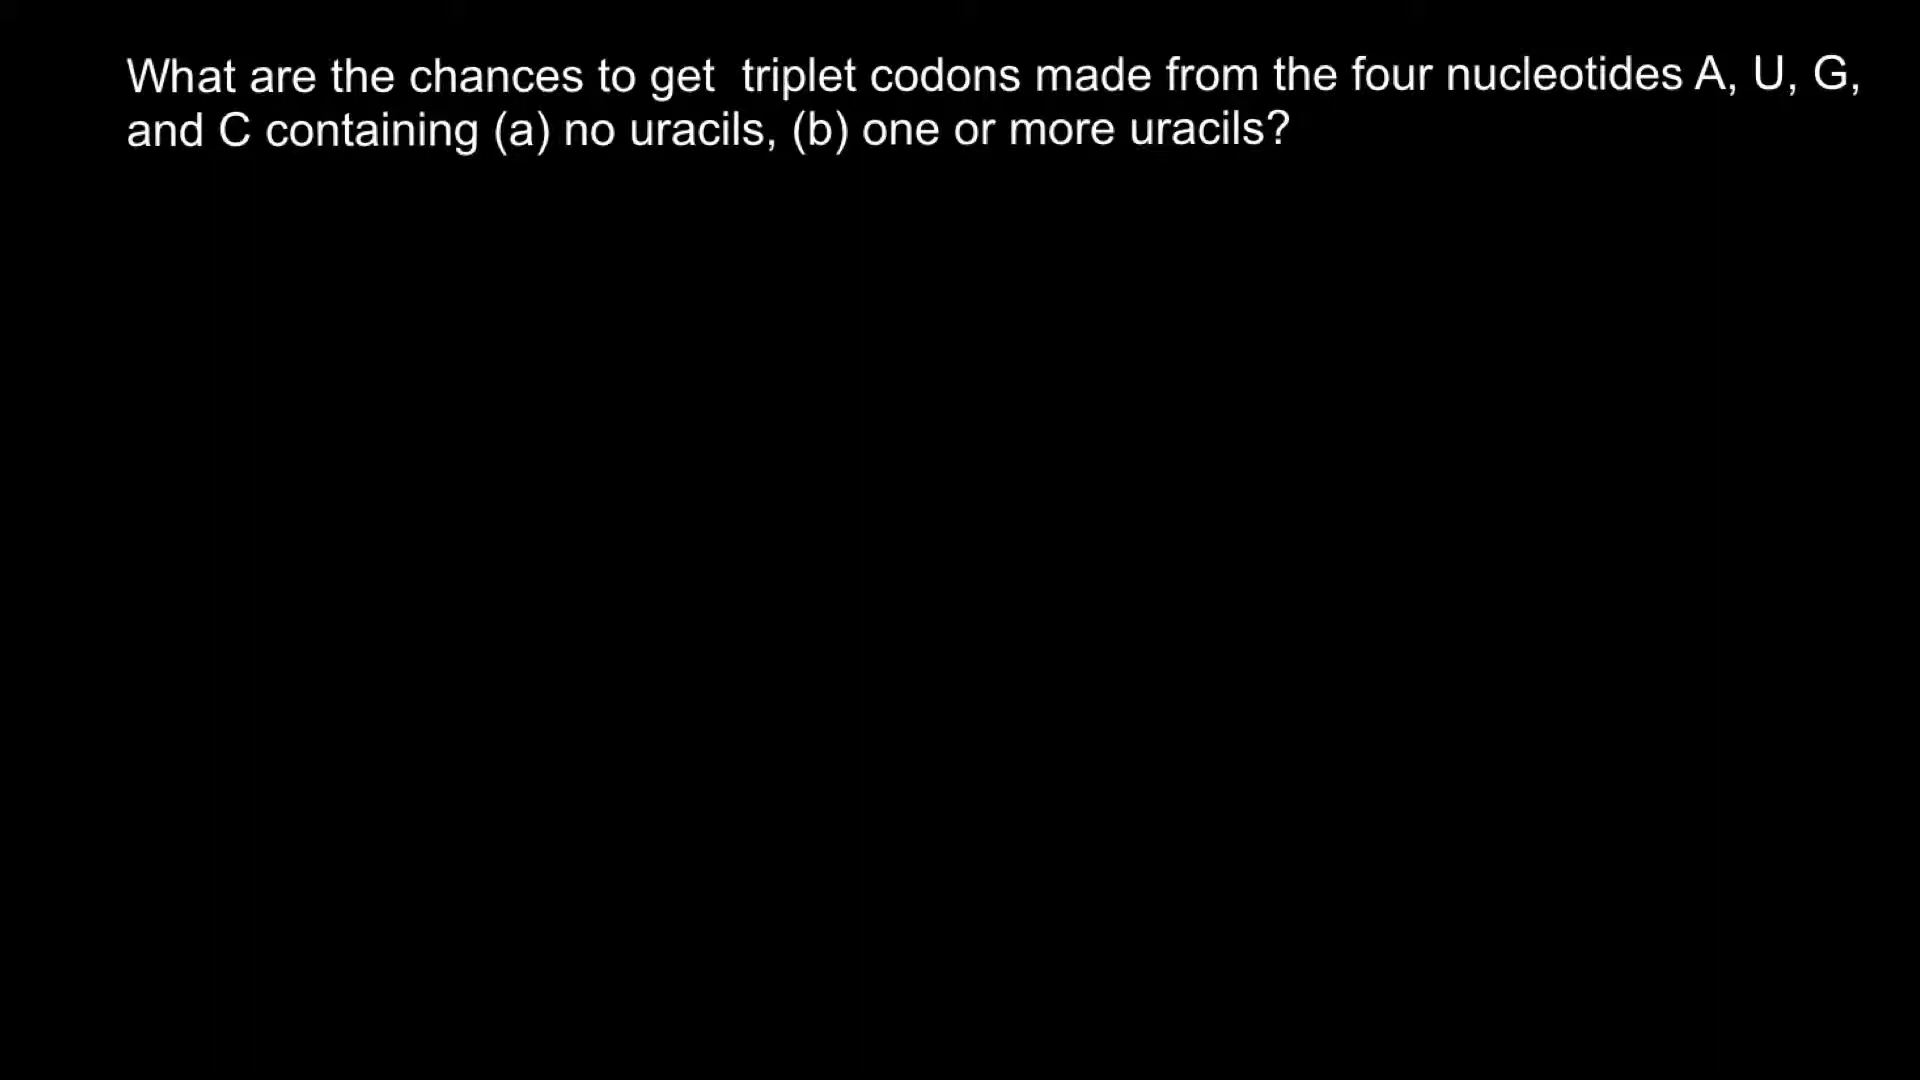 What are the chances to get  triplet codons made from the four nucleotides A, U, G,
and C containing (a) no uracils, (b) one or more uracils?